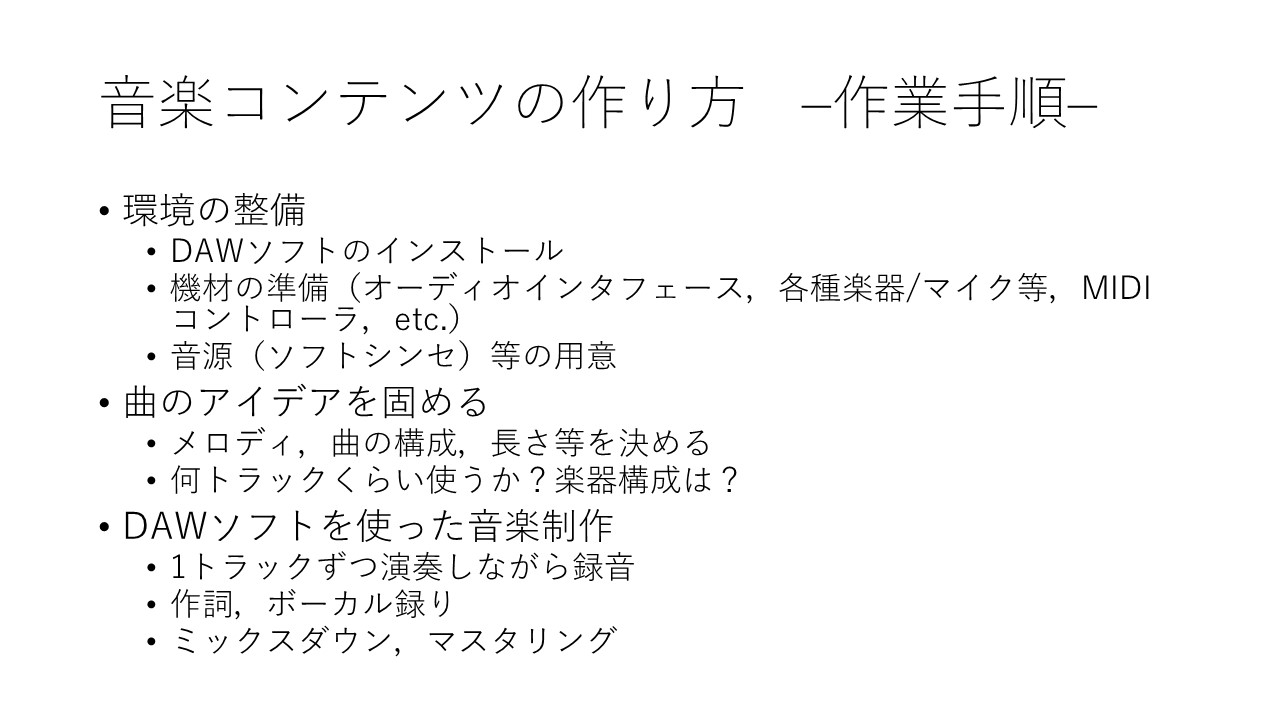 音楽コンテンツの作り方　–作業手順–
• 環境の整備
• DAWソフトのインストール
• 機材の準備（オーディオインタフェース，各種楽器/マイク等，MIDI
コントローラ，etc.）
• 音源（ソフトシンセ）等の用意
• 曲のアイデアを固める
• メロディ，曲の構成，長さ等を決める
• 何トラックくらい使うか？楽器構成は？
• DAWソフトを使った音楽制作
• 1トラックずつ演奏しながら録音
• 作詞，ボーカル録り
• ミックスダウン，マスタリング